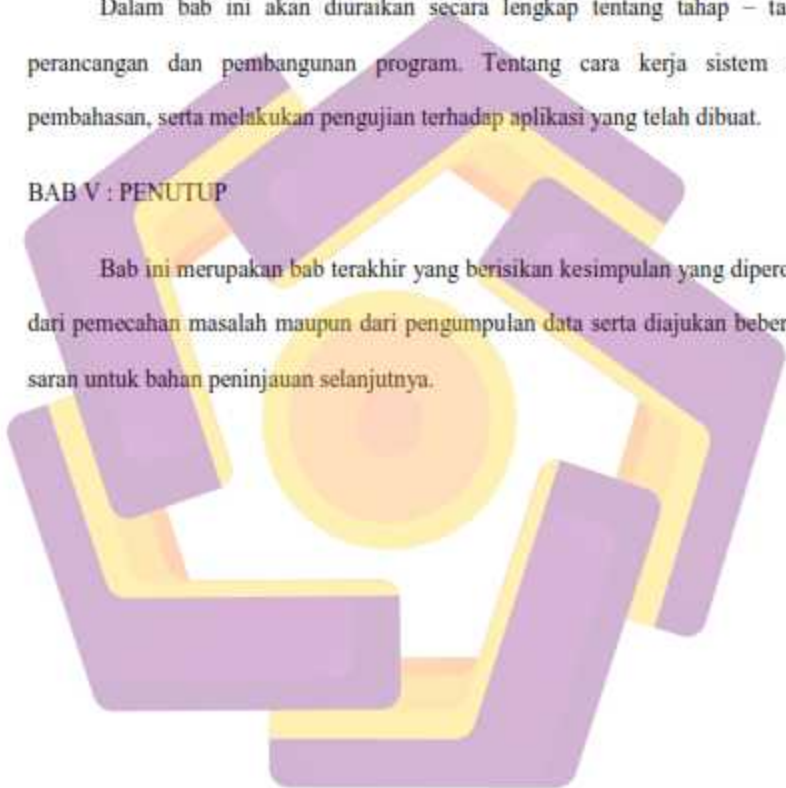 Dalam bab ini akan diuraikan secara lengkap tentang tahap – ta
perancangan dan pembangunan program. Tentang cara kerja sistem
pembahasan, serta melakukan pengujian terhadap aplikasi yang telah dibuat.
BAB V : PENUTUP
Bab ini merupakan bab terakhir yang berisikan kesimpulan yang dipero
dari pemecahan masalah maupun dari pengumpulan data serta diajukan beber
saran untuk bahan peninjauan selanjutnya.